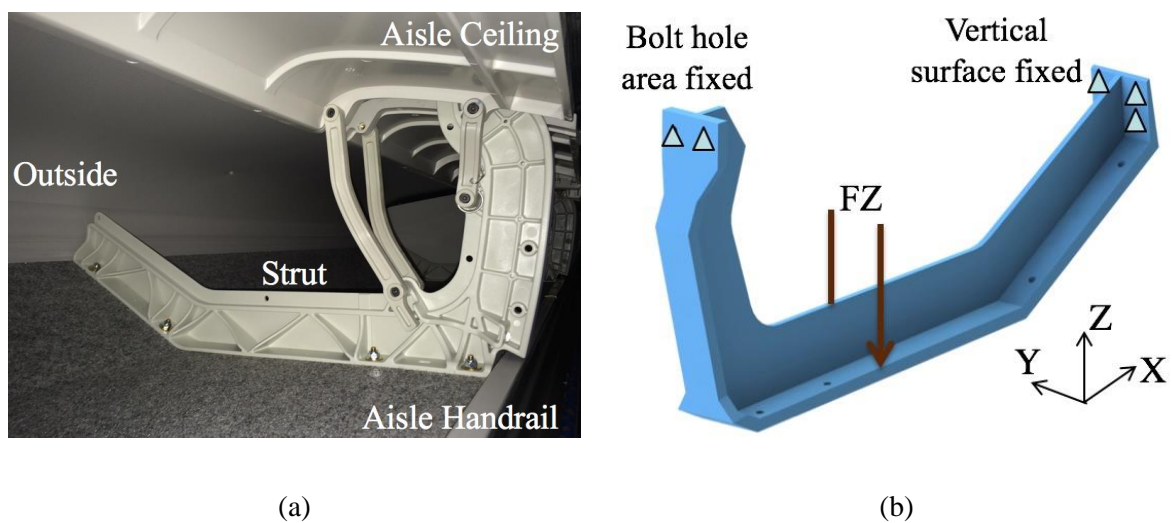 Aisle Ceiling
Outside
Strut
Aisle Handrail
(a)
Bolt hole
area fixed
Vertical
surface fixed
FZ
Z
Y
X
(b)